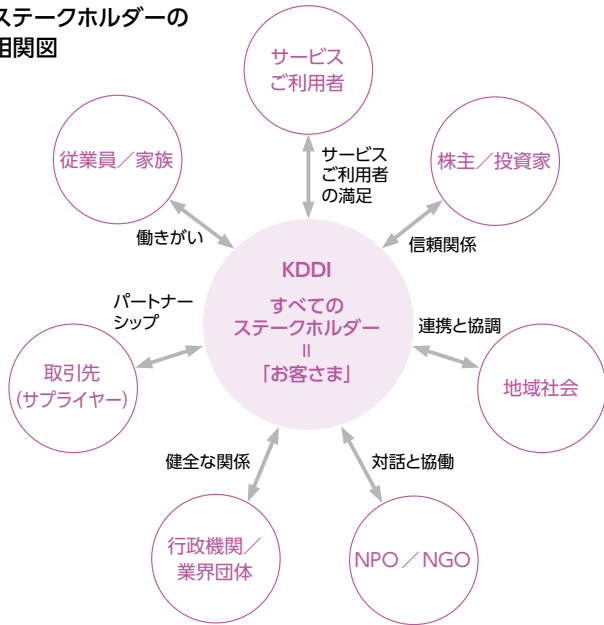 ステークホルダーの
相関図
サービス
ご利用者
従業員／家族
サービス
ご利用者
の満足
株主／投資家
働きがい
信頼関係
KDDI
すべての
ステークホルダー
=
「お客さま」
パートナー
シップ
連携と協調
取引先
(サプライヤー)
地域社会
健全な関係
対話と協働
行政機関／
業界団体
NPO／NGO